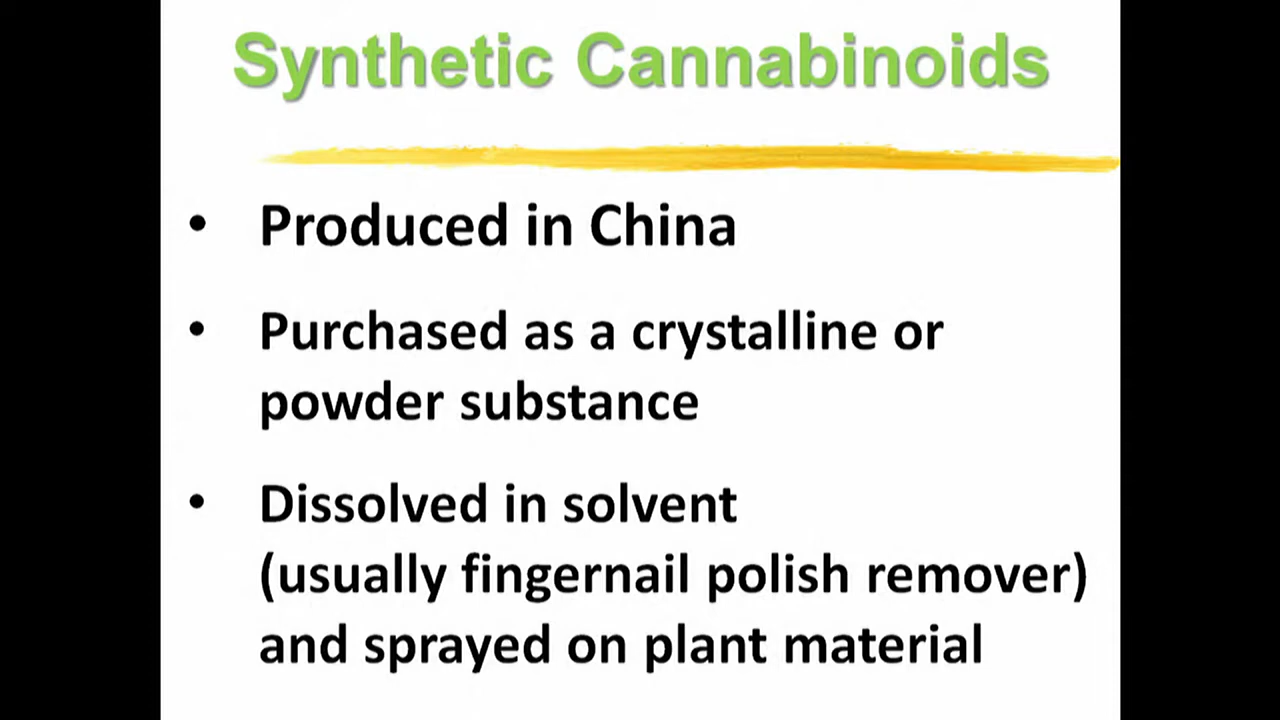 Synthetic Cannabinoids
• Produced in China
• Purchased as a crystalline or
powder substance
• Dissolved in solvent
(usually fingernail polish remover)
and sprayed on plant material